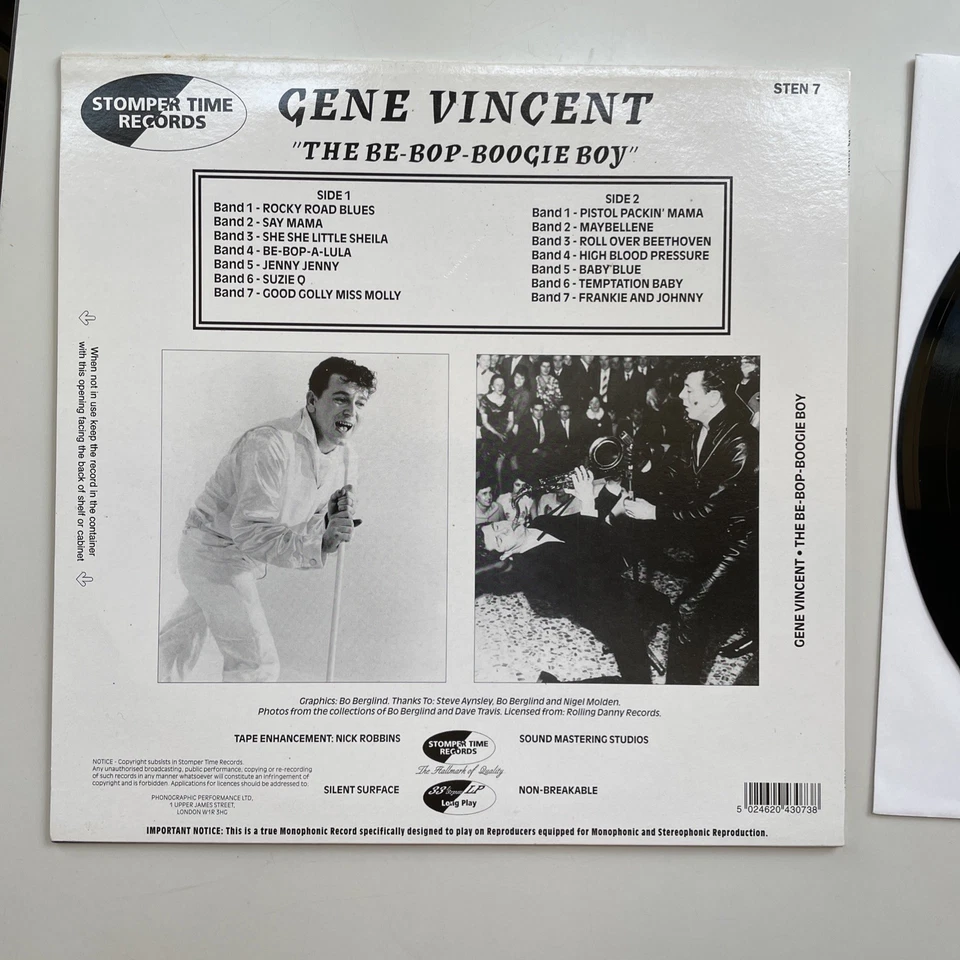 STOMPER TIME
RECORDS
GENE VINCENT
STEN 7
"THE BE-BOP-BOOGIE BOY"
SIDE 1
Band 1 - ROCKY ROAD BLUES
Band 2 - SAY MAMA
Band 3 - SHE SHE LITTLE SHEILA
Band 4 - BE-BOP-A-LULA
Band 5 - JENNY JENNY
Band 6 - SUZIE Q
Band 7 - GOOD GOLLY MISS MOLLY
SIDE 2
Band 1 - PISTOL PACKIN' MAMA
Band 2 - MAYBELLENE
Band 3 - ROLL OVER BEETHOVEN
Band 4 - HIGH BLOOD PRESSURE
Band 5 - BABY BLUE
Band 6 - TEMPTATION BABY
Band 7 - FRANKIE AND JOHNNY
When not in use keep the record in the container
with this opening facing the back of shelf or cabinet
GENE VINCENT • THE BE-BOP-BOOGIE BOY
Graphics: Bo Berglind. Thanks To: Steve Aynsley, Bo Berglind and Nigel Molden.
Photos from the collections of Bo Berglind and Dave Travis. Licensed from: Rolling Danny Records.
TAPE ENHANCEMENT: NICK ROBBINS
STOMPER TIME
RECORDS
SOUND MASTERING STUDIOS
The Hallmark of Quality
NOTICE - Copyright subsists in Stomper Time Records.
Any unauthorised broadcasting, public performance, copying or re-recording
of such records in any manner whatsoever will constitute an infringement of
copyright and is forbidden. Applications for licences should be addressed to:
PHONOGRAPHIC PERFORMANCE LTD,
1 UPPER JAMES STREET,
LONDON W1R 3HG
SILENT SURFACE
33⅓ LP
Long Play
NON-BREAKABLE
5 024620 430738
IMPORTANT NOTICE: This is a true Monophonic Record specifically designed to play on Reproducers equipped for Monophonic and Stereophonic Reproduction.